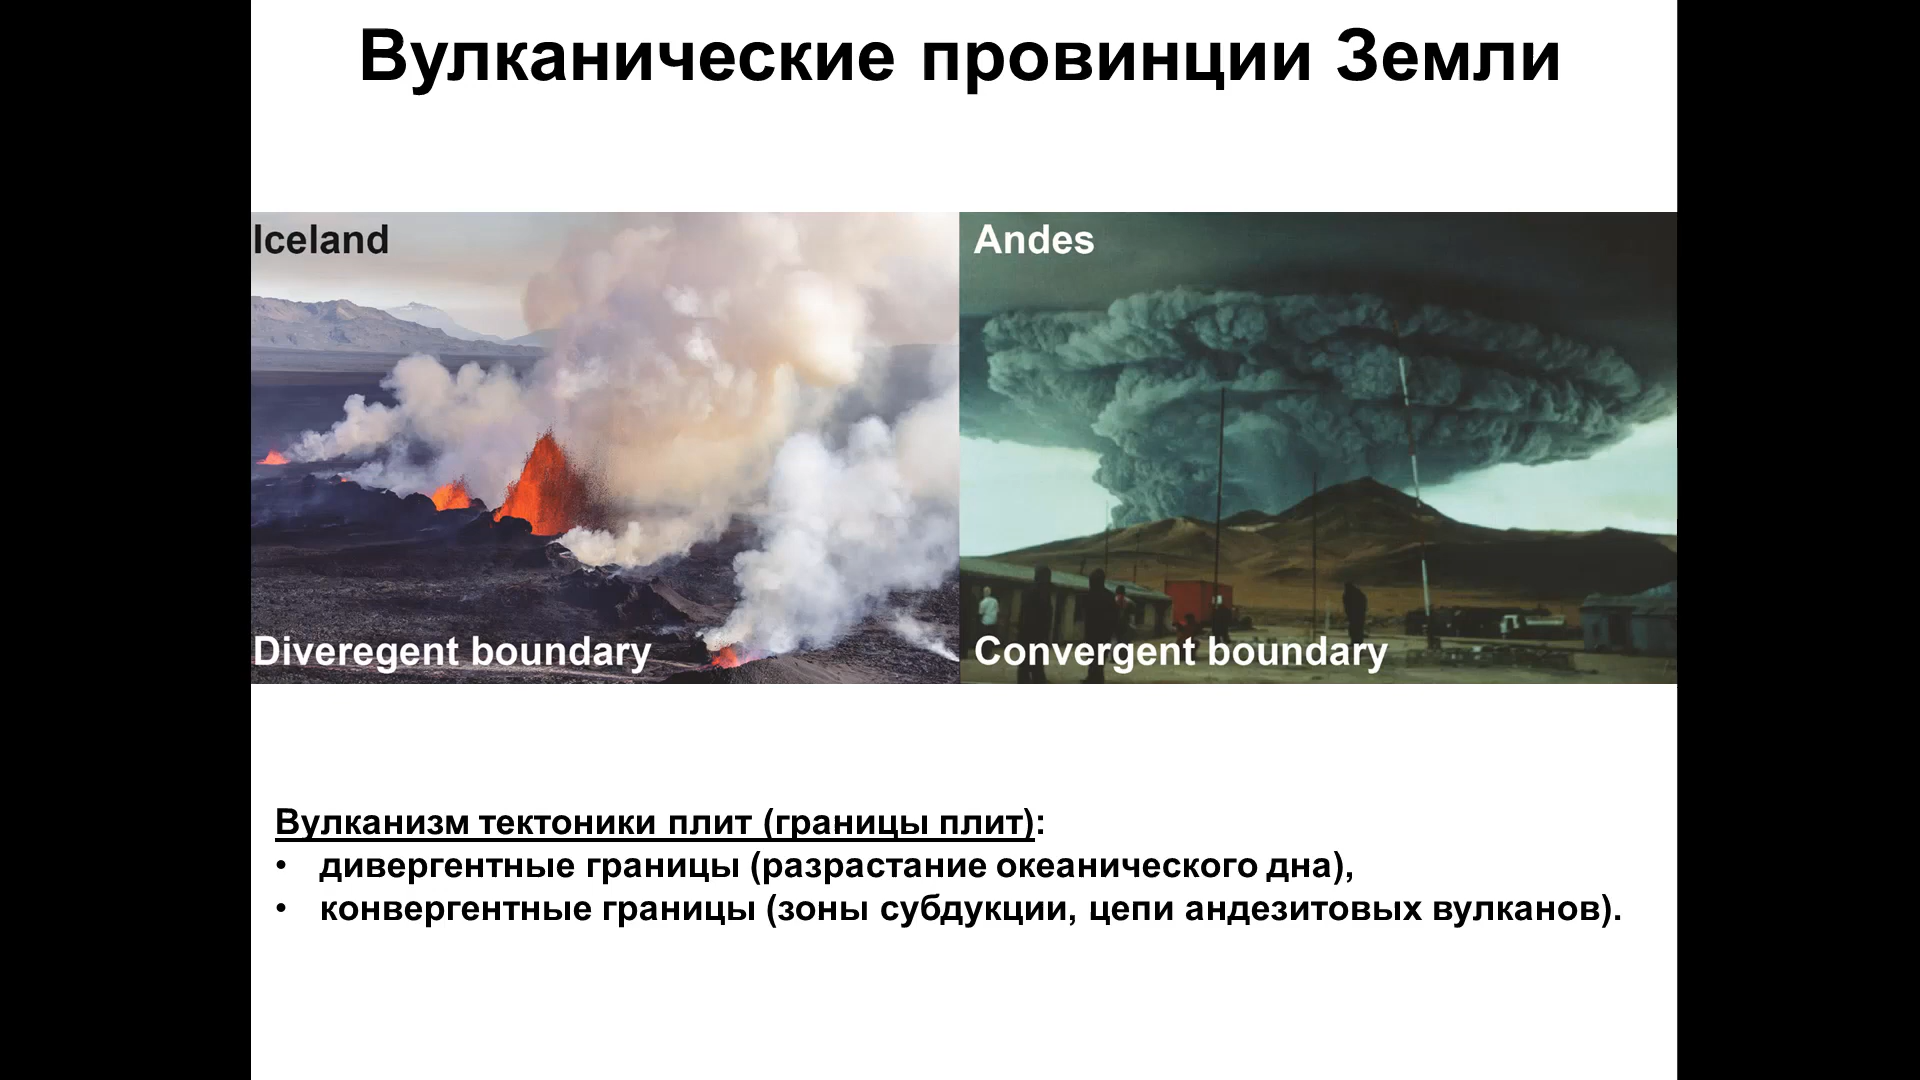 Вулканические провинции Земли
Iceland
Andes
Diveregent boundary
Convergent boundary
Вулканизм тектоники плит (границы плит):
• дивергентные границы (разрастание океанического дна),
• конвергентные границы (зоны субдукции, цепи андезитовых вулканов).